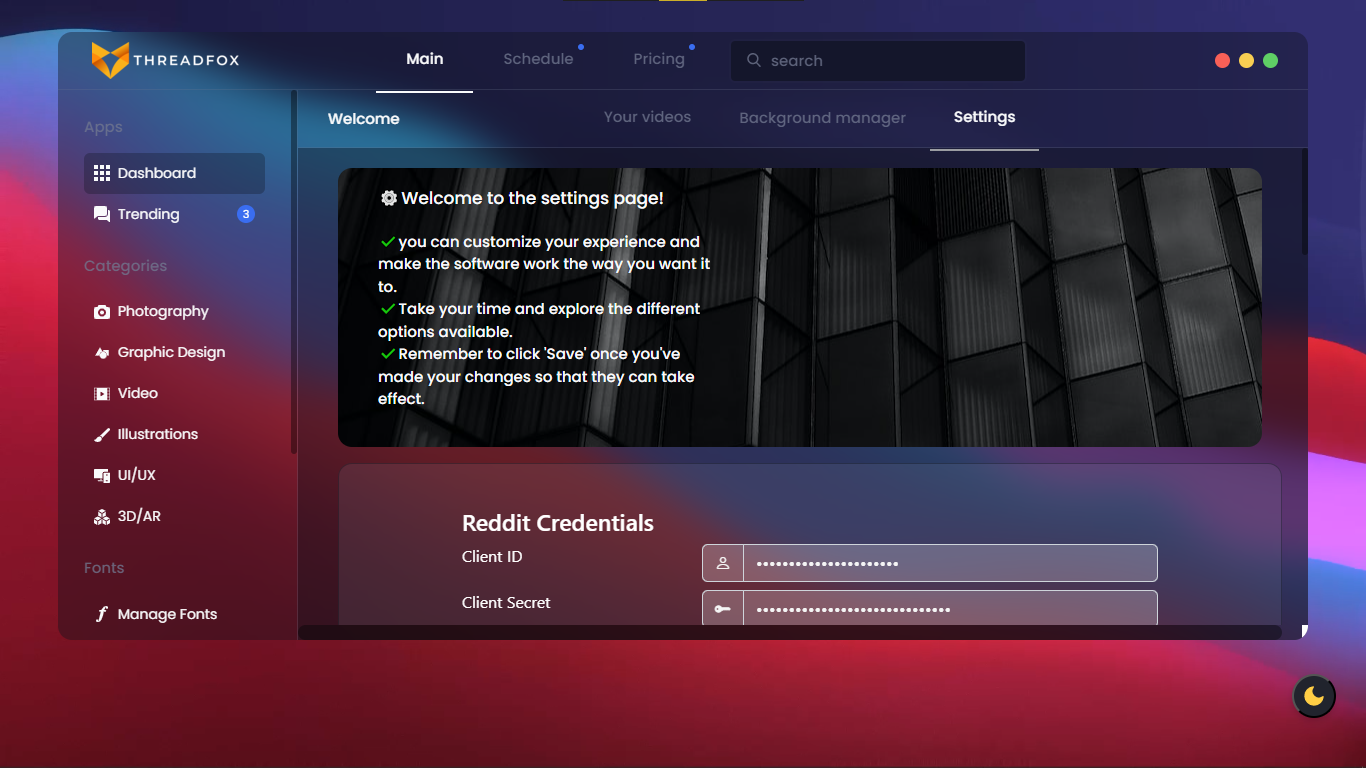 THREADFOX
Main
Schedule
Pricing
search
Apps
Dashboard
Trending
3
Categories
Photography
Graphic Design
Video
Illustrations
UI/UX
3D/AR
Fonts
Manage Fonts
Welcome
Your videos
Background manager
Settings
Welcome to the settings page!
you can customize your experience and
make the software work the way you want it
to.
Take your time and explore the different
options available.
Remember to click 'Save' once you've
made your changes so that they can take
effect.
Reddit Credentials
Client ID
Client Secret